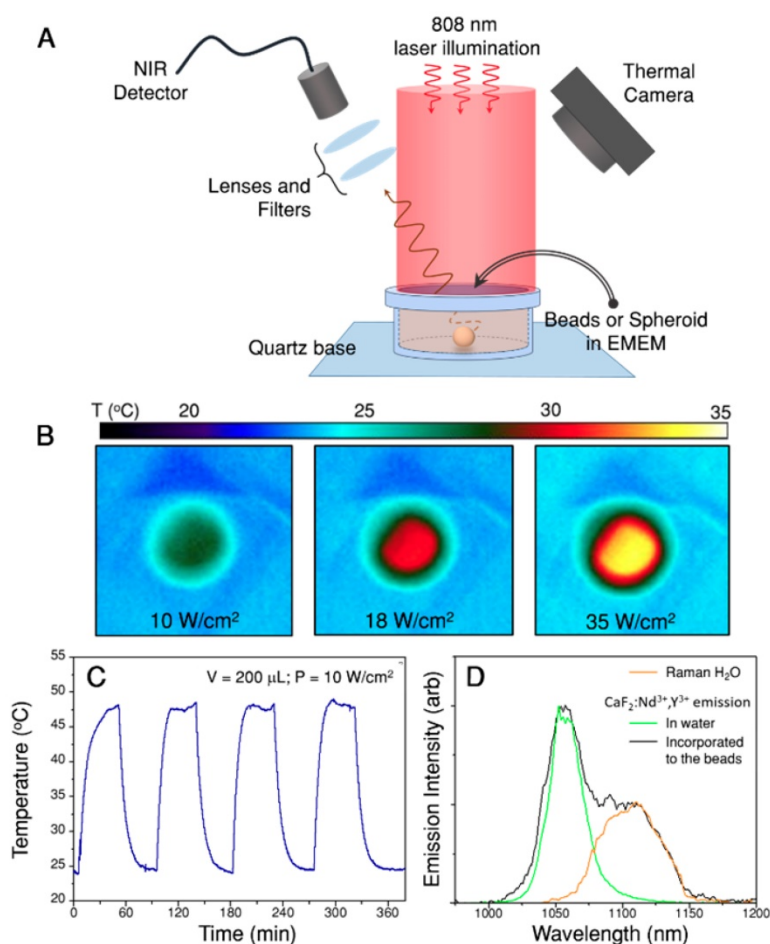 A
808 nm
laser illumination
NIR
Detector
Thermal
Camera
Lenses and
Filters
Quartz base
Beads or Spheroid
in EMEM
B
T (ºC) 20 25 30 35
10 W/cm²
18 W/cm²
35 W/cm²
C
V = 200 µL; P = 10 W/cm²
Temperature (ºC)
55
50
45
40
35
30
25
20
0 60 120 180 240 300 360
Time (min)
D
Raman H₂O
CaF₂:Nd³⁺,Y³⁺ emission
In water
Incorporated
to the beads
Emission Intensity (arb)
1000 1050 1100 1150 1200
Wavelength (nm)